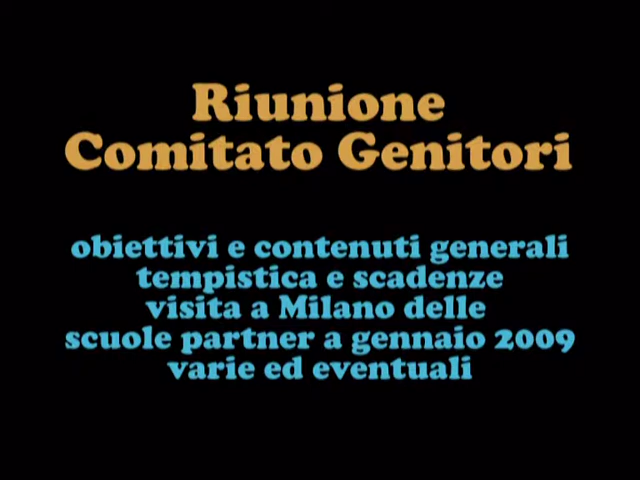 Riunione
Comitato Genitori
obiettivi e contenuti generali
tempistica e scadenze
visita a Milano delle
scuole partner a gennaio 2009
varie ed eventuali